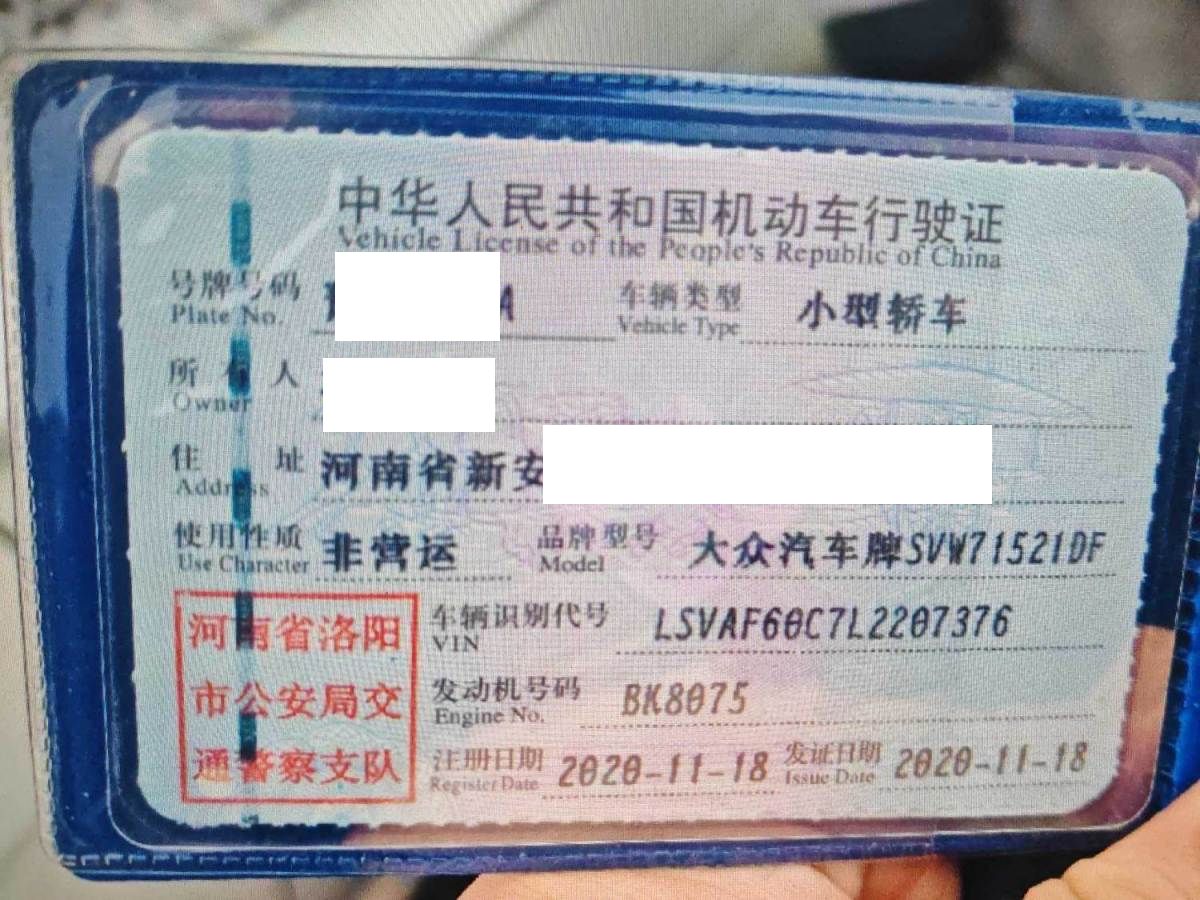 中华人民共和国机动车行驶证
Vehicle License of the People's Republic of China
号牌号码 A 车辆类型 小型轿车
Plate No. Vehicle Type
所有人
Owner
住址 河南省新安
Address
使用性质 非营运 品牌型号 大众汽车牌SVW71521DF
Use Character Model
河南省洛阳
市公安局交
通警察支队
车辆识别代号 LSVAF60C7L2207376
VIN
发动机号码 BK8075
Engine No.
注册日期 2020-11-18 发证日期 2020-11-18
Register Date Issue Date